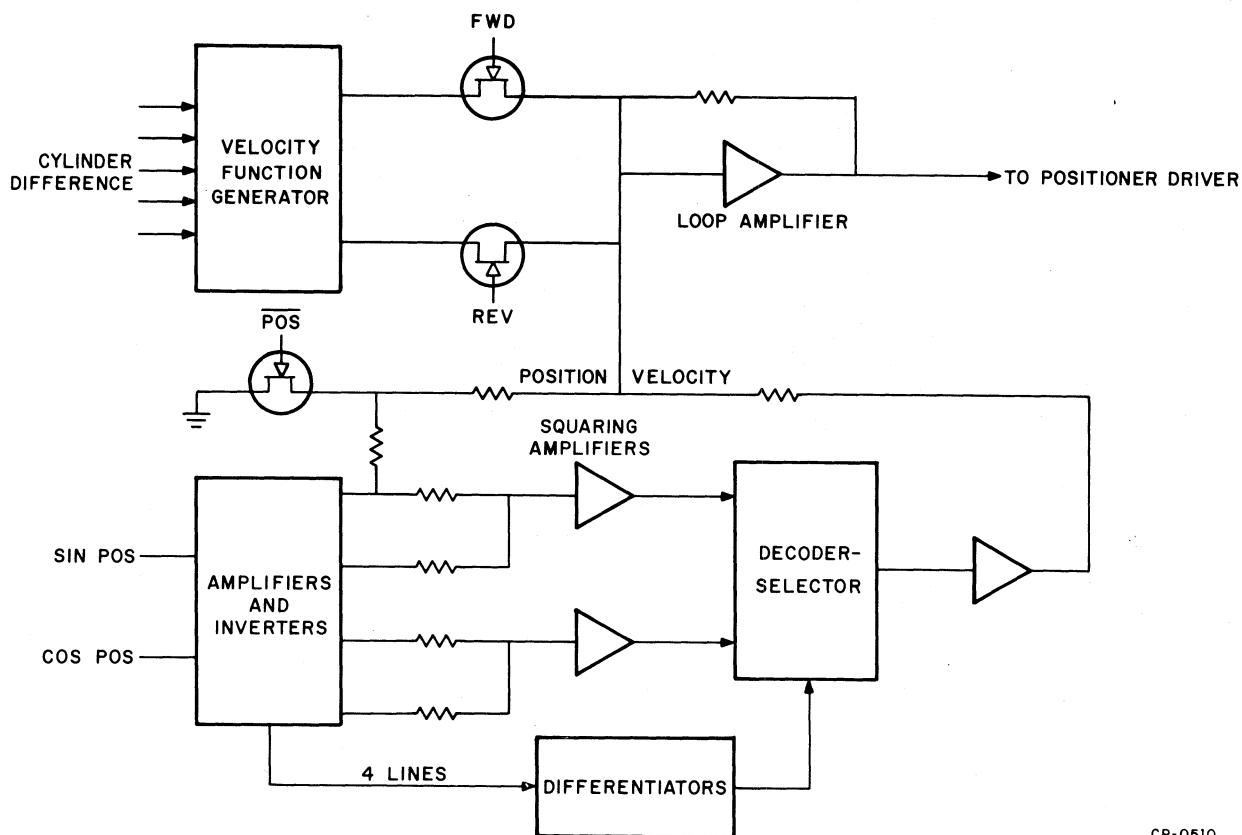 FWD
VELOCITY
FUNCTION
GENERATOR
CYLINDER
DIFFERENCE
TO POSITIONER DRIVER
LOOP AMPLIFIER
REV
POS
POSITION
VELOCITY
SQUARING
AMPLIFIERS
SIN POS
AMPLIFIERS
AND
INVERTERS
COS POS
DECODER-
SELECTOR
4 LINES
DIFFERENTIATORS
CP-0510